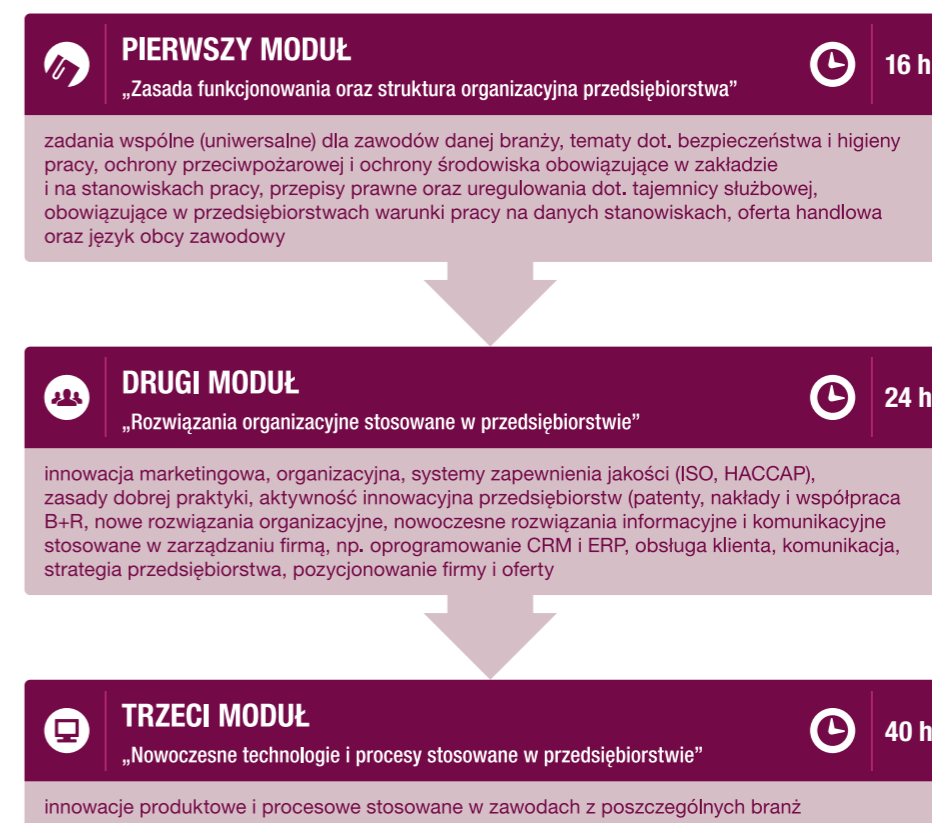 PIERWSZY MODUŁ
„Zasada funkcjonowania oraz struktura organizacyjna przedsiębiorstwa”
16 h
zadania wspólne (uniwersalne) dla zawodów danej branży, tematy dot. bezpieczeństwa i higieny
pracy, ochrony przeciwpożarowej i ochrony środowiska obowiązujące w zakładzie
i na stanowiskach pracy, przepisy prawne oraz uregulowania dot. tajemnicy służbowej,
obowiązujące w przedsiębiorstwach warunki pracy na danych stanowiskach, oferta handlowa
oraz język obcy zawodowy
DRUGI MODUŁ
„Rozwiązania organizacyjne stosowane w przedsiębiorstwie”
24 h
innowacja marketingowa, organizacyjna, systemy zapewnienia jakości (ISO, HACCAP),
zasady dobrej praktyki, aktywność innowacyjna przedsiębiorstw (patenty, nakłady i współpraca
B+R, nowe rozwiązania organizacyjne, nowoczesne rozwiązania informacyjne i komunikacyjne
stosowane w zarządzaniu firmą, np. oprogramowanie CRM i ERP, obsługa klienta, komunikacja,
strategia przedsiębiorstwa, pozycjonowanie firmy i oferty
TRZECI MODUŁ
„Nowoczesne technologie i procesy stosowane w przedsiębiorstwie”
40 h
innowacje produktowe i procesowe stosowane w zawodach z poszczególnych branż